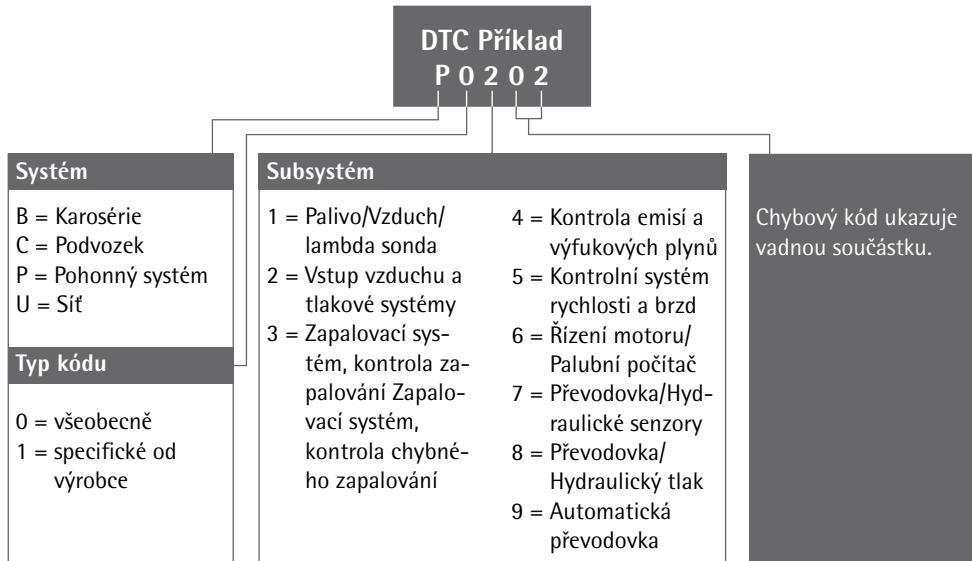 DTC Příklad
P 0 2 0 2
Systém
B = Karosérie
C = Podvozek
P = Pohonný systém
U = Síť
Typ kódu
0 = všeobecně
1 = specifické od
výrobce
Subsystém
1 = Palivo/Vzduch/
lambda sonda
2 = Vstup vzduchu a
tlakové systémy
3 = Zapalovací sys-
tém, kontrola za-
palování Zapalo-
vací systém,
kontrola chybné-
ho zapalování
4 = Kontrola emisí a
výfukových plynů
5 = Kontrolní systém
rychlosti a brzd
6 = Řízení motoru/
Palubní počítač
7 = Převodovka/Hyd-
raulické senzory
8 = Převodovka/
Hydraulický tlak
9 = Automatická
převodovka
Chybový kód ukazuje
vadnou součástku.